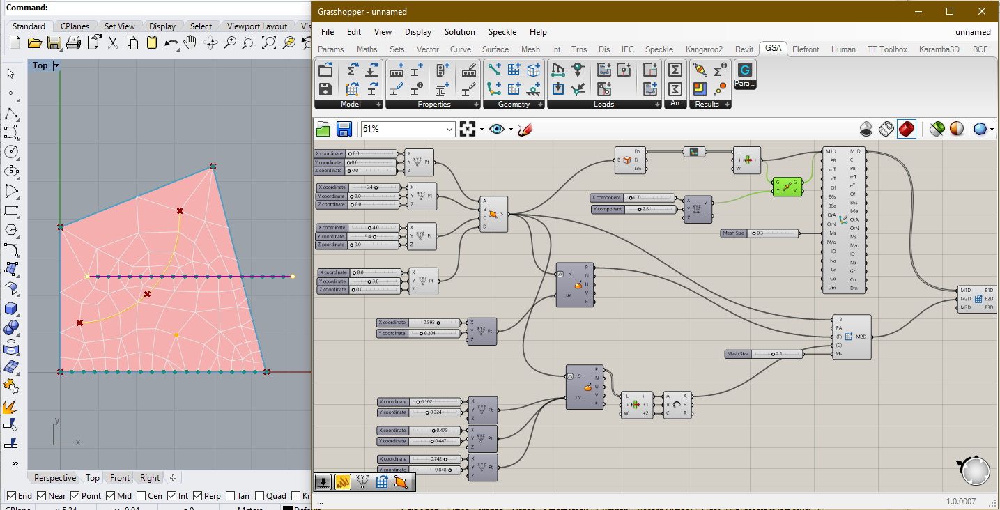 Command:
Standard CPlanes Set View Display Select Viewport Layout Vis
Top
y
x
Perspective Top Front Right
End Near Point Mid Cen Int Perp Tan Quad Kn
Grasshopper - unnamed
File Edit View Display Solution Speckle Help unnamed
Params Maths Sets Vector Curve Surface Mesh Int Trns Dis IFC Speckle Kangaroo2 Revit GSA Elefront Human TT Toolbox Karamba3D BCF
Model Properties Geometry Loads An... Results Para...
61%
X coordinate 0.0
Y coordinate 0.0
Z coordinate 0.0
X Y Z Pt
X coordinate 5.4
Y coordinate 0.0
Z coordinate 0.0
X Y Z Pt
X coordinate 4.0
Y coordinate 5.4
Z coordinate 0.0
X Y Z Pt
X coordinate 0.0
Y coordinate 3.8
Z coordinate 0.0
X Y Z Pt
A B C D S
B En Ei Em
L i W i
G T G X
X component 0.7
Y component 2.5
X Y Z V L
Mesh Size 0.3
M1D M1D
PB C
mT PB
eT mT
Of eT
B6s Of
B6e B6s
OrA B6e
OrN OrA
Ms OrN
M/o Ms
ID M/o
Na ID
Gr Na
Co Gr
Dm Co
Dm
S uv P N U V F
X coordinate 0.595
Y coordinate 0.204
X Y Z Pt
Mesh Size 2.1
B PA (P) (C) Ms M2D
M1D E1D
M2D E2D
M3D E3D
S uv P N U V F
L i W i +1 +2
A B C A P R
X coordinate 0.102
Y coordinate 0.324
X Y Z Pt
X coordinate 0.475
Y coordinate 0.447
X Y Z Pt
X coordinate 0.742
Y coordinate 0.848
X Y Z Pt
XYZ
...
1.0.0007